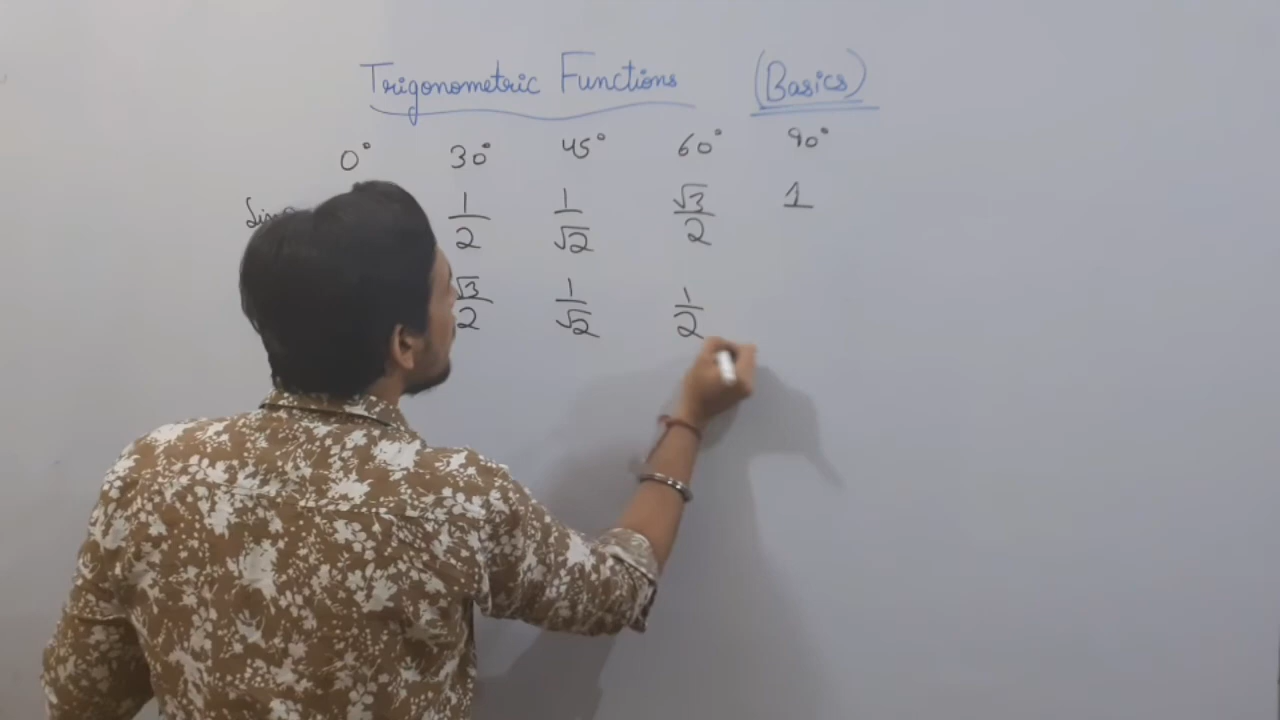 Trigonometric Functions (Basics)
0° 30° 45° 60° 90°
1/2 1/√2 √3/2 1
√3/2 1/√2 1/2